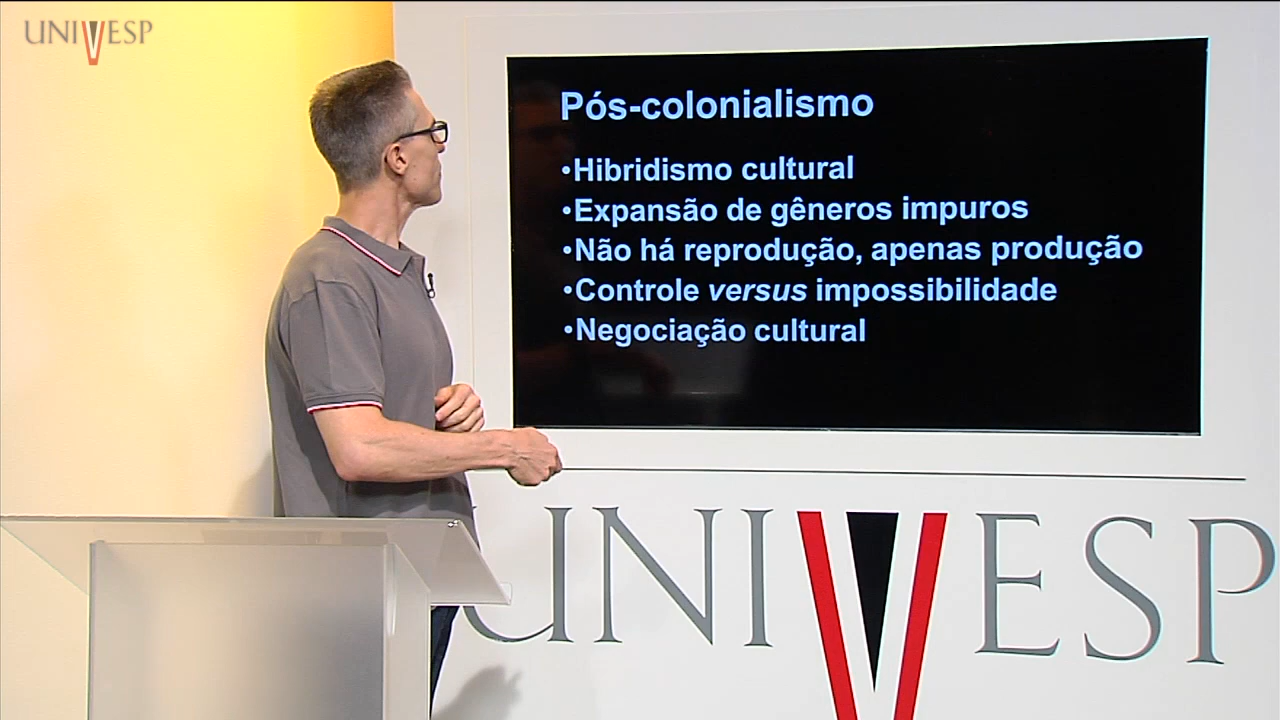 UNIVESP
Pós-colonialismo
•Hibridismo cultural
•Expansão de gêneros impuros
•Não há reprodução, apenas produção
•Controle versus impossibilidade
•Negociação cultural
UNIVESP